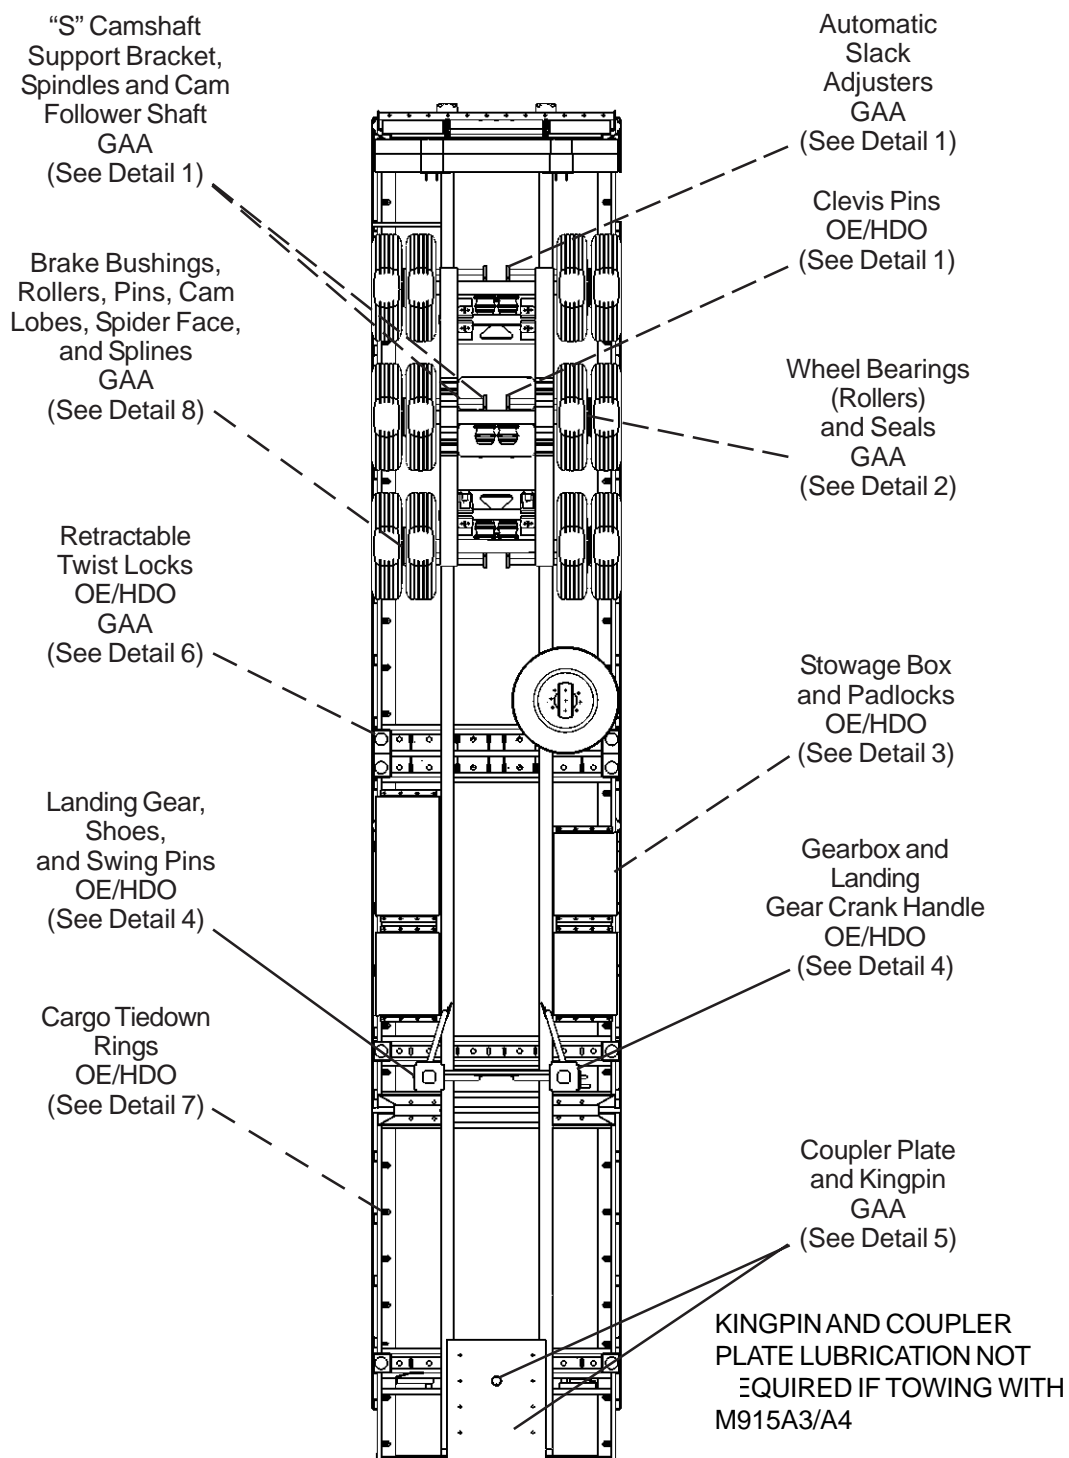 “S” Camshaft
Support Bracket,
Spindles and Cam
Follower Shaft
GAA
(See Detail 1)
Brake Bushings,
Rollers, Pins, Cam
Lobes, Spider Face,
and Splines
GAA
(See Detail 8)
Retractable
Twist Locks
OE/HDO
GAA
(See Detail 6)
Landing Gear,
Shoes,
and Swing Pins
OE/HDO
(See Detail 4)
Cargo Tiedown
Rings
OE/HDO
(See Detail 7)
Automatic
Slack
Adjusters
GAA
(See Detail 1)
Clevis Pins
OE/HDO
(See Detail 1)
Wheel Bearings
(Rollers)
and Seals
GAA
(See Detail 2)
Stowage Box
and Padlocks
OE/HDO
(See Detail 3)
Gearbox and
Landing
Gear Crank Handle
OE/HDO
(See Detail 4)
Coupler Plate
and Kingpin
GAA
(See Detail 5)
KINGPIN AND COUPLER
PLATE LUBRICATION NOT
EQUIRED IF TOWING WITH
M915A3/A4